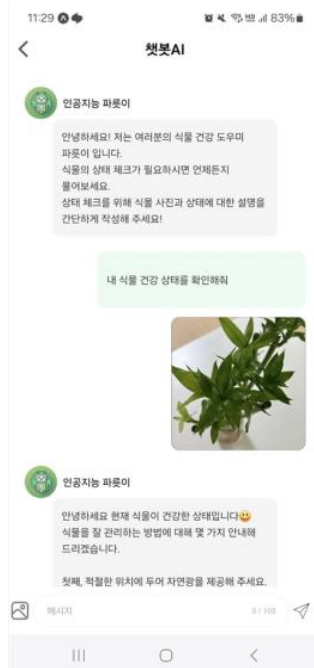 11:29
83%
챗봇AI
인공지능 파릇이
안녕하세요! 저는 여러분의 식물 건강 도우미
파릇이 입니다.
식물의 상태 체크가 필요하시면 언제든지
물어보세요.
상태 체크를 위해 식물 사진과 상태에 대한 설명을
간단하게 작성해 주세요!
내 식물 건강 상태를 확인해줘
인공지능 파릇이
안녕하세요 현재 식물이 건강한 상태입니다😃
식물을 잘 관리하는 방법에 대해 몇 가지 안내해
드리겠습니다.
첫째, 적절한 위치에 두어 자연광을 제공해 주세요.
메시지
0 / 100